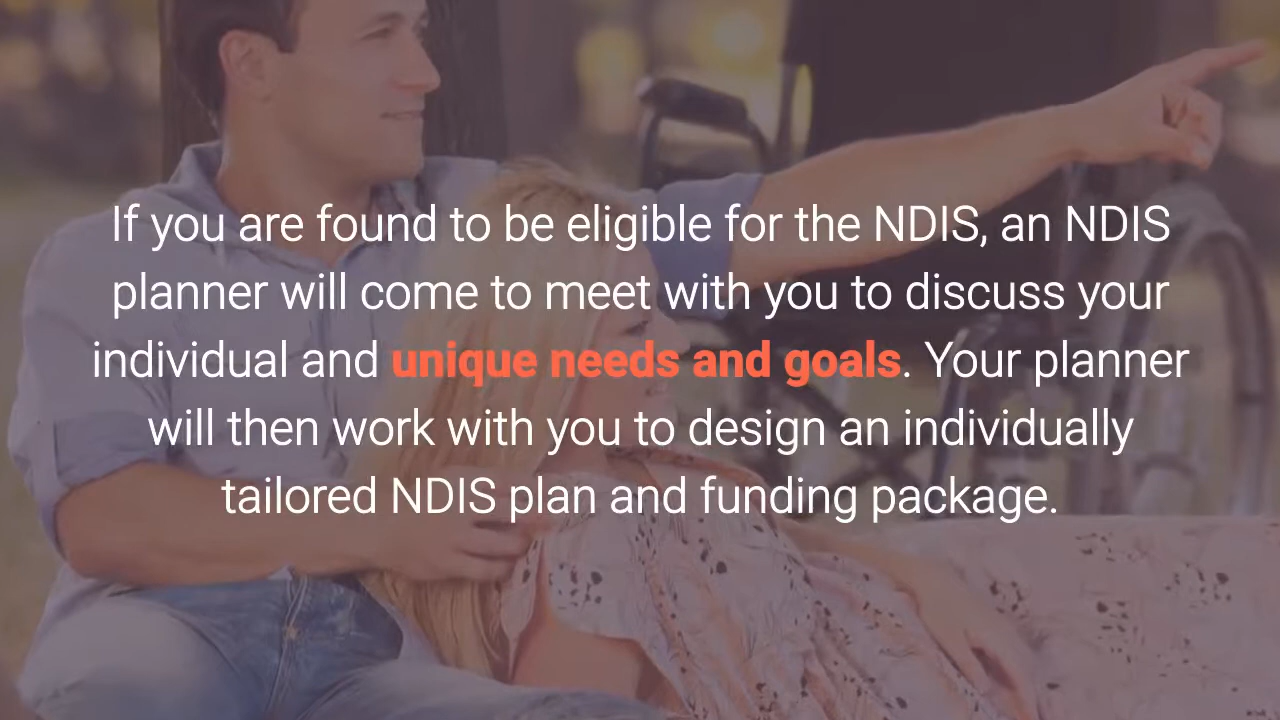 If you are found to be eligible for the NDIS, an NDIS
planner will come to meet with you to discuss your
individual and unique needs and goals. Your planner
will then work with you to design an individually
tailored NDIS plan and funding package.